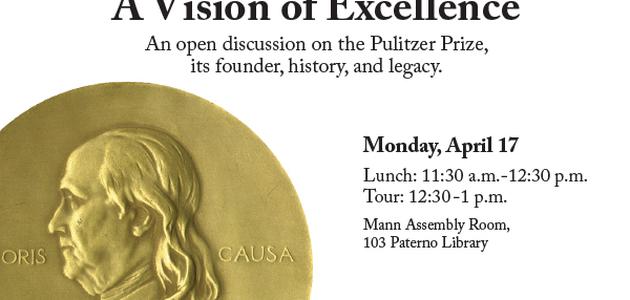 A Vision of Excellence
An open discussion on the Pulitzer Prize,
its founder, history, and legacy.
Monday, April 17
Lunch: 11:30 a.m.-12:30 p.m.
Tour: 12:30-1 p.m.
Mann Assembly Room,
103 Paterno Library
ORIS CAUSA